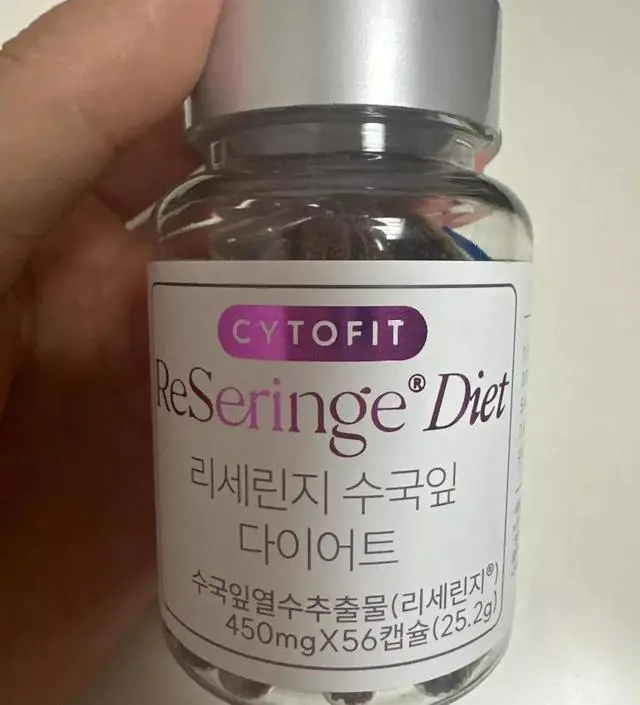 CYTOFIT
ReSeringe® Diet
리세린지 수국잎
다이어트
수국잎열수추출물(리세린지®)
450mgX56캡슐(25.2g)